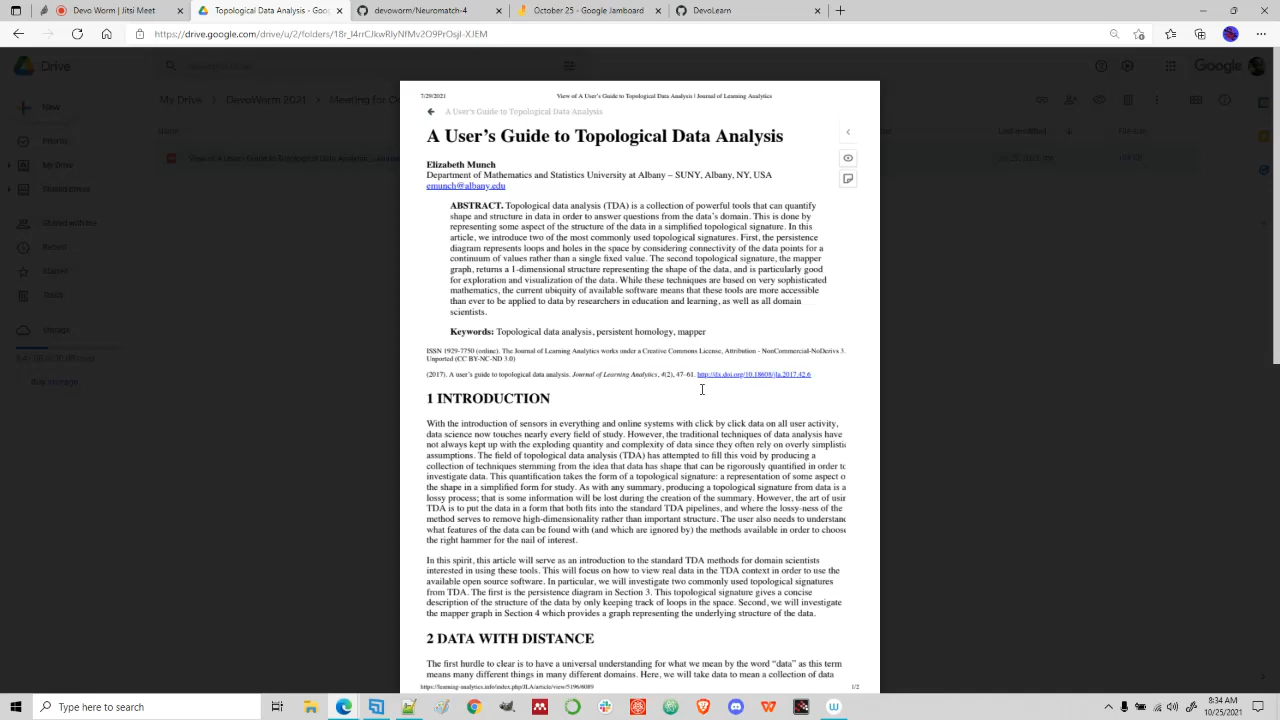 https://drive.google.com/drive/u/2/folders/18r_l4rrCJkwRlyNfMv2O9PrOsjl-XJEM
7/29/2021
View of A User's Guide to Topological Data Analysis | Journal of Learning Analytics
A User's Guide to Topological Data Analysis
A User's Guide to Topological Data Analysis
Elizabeth Munch
Department of Mathematics and Statistics University at Albany – SUNY, Albany, NY, USA
emunch@albany.edu
ABSTRACT. Topological data analysis (TDA) is a collection of powerful tools that can quantify
shape and structure in data in order to answer questions from the data's domain. This is done by
representing some aspect of the structure of the data in a simplified topological signature. In this
article, we introduce two of the most commonly used topological signatures. First, the persistence
diagram represents loops and holes in the space by considering connectivity of the data points for a
continuum of values rather than a single fixed value. The second topological signature, the mapper
graph, returns a 1-dimensional structure representing the shape of the data, and is particularly good
for exploration and visualization of the data. While these techniques are based on very sophisticated
mathematics, the current ubiquity of available software means that these tools are more accessible
than ever to be applied to data by researchers in education and learning, as well as all domain
scientists.
Keywords: Topological data analysis, persistent homology, mapper
ISSN 1929-7750 (online). The Journal of Learning Analytics works under a Creative Commons License, Attribution - NonCommercial-NoDerivs 3.
Unported (CC BY-NC-ND 3.0)
(2017). A user's guide to topological data analysis. Journal of Learning Analytics, 4(2), 47–61. http://dx.doi.org/10.18608/jla.2017.42.6
1 INTRODUCTION
With the introduction of sensors in everything and online systems with click by click data on all user activity,
data science now touches nearly every field of study. However, the traditional techniques of data analysis have
not always kept up with the exploding quantity and complexity of data since they often rely on overly simplistic
assumptions. The field of topological data analysis (TDA) has attempted to fill this void by producing a
collection of techniques stemming from the idea that data has shape that can be rigorously quantified in order to
investigate data. This quantification takes the form of a topological signature: a representation of some aspect o
the shape in a simplified form for study. As with any summary, producing a topological signature from data is a
lossy process; that is some information will be lost during the creation of the summary. However, the art of usin
TDA is to put the data in a form that both fits into the standard TDA pipelines, and where the lossy-ness of the
method serves to remove high-dimensionality rather than important structure. The user also needs to understand
what features of the data can be found with (and which are ignored by) the methods available in order to choose
the right hammer for the nail of interest.
In this spirit, this article will serve as an introduction to the standard TDA methods for domain scientists
interested in using these tools. This will focus on how to view real data in the TDA context in order to use the
available open source software. In particular, we will investigate two commonly used topological signatures
from TDA. The first is the persistence diagram in Section 3. This topological signature gives a concise
description of the structure of the data by only keeping track of loops in the space. Second, we will investigate
the mapper graph in Section 4 which provides a graph representing the underlying structure of the data.
2 DATA WITH DISTANCE
The first hurdle to clear is to have a universal understanding for what we mean by the word “data” as this term
means many different things in many different domains. Here, we will take data to mean a collection of data
https://learning-analytics.info/index.php/JLA/article/view/5196/6089
1/2
Priority
Recent
Starred
Trash
Storage
Buy storage
Last modified
File size
Type here to search
10/25/2021